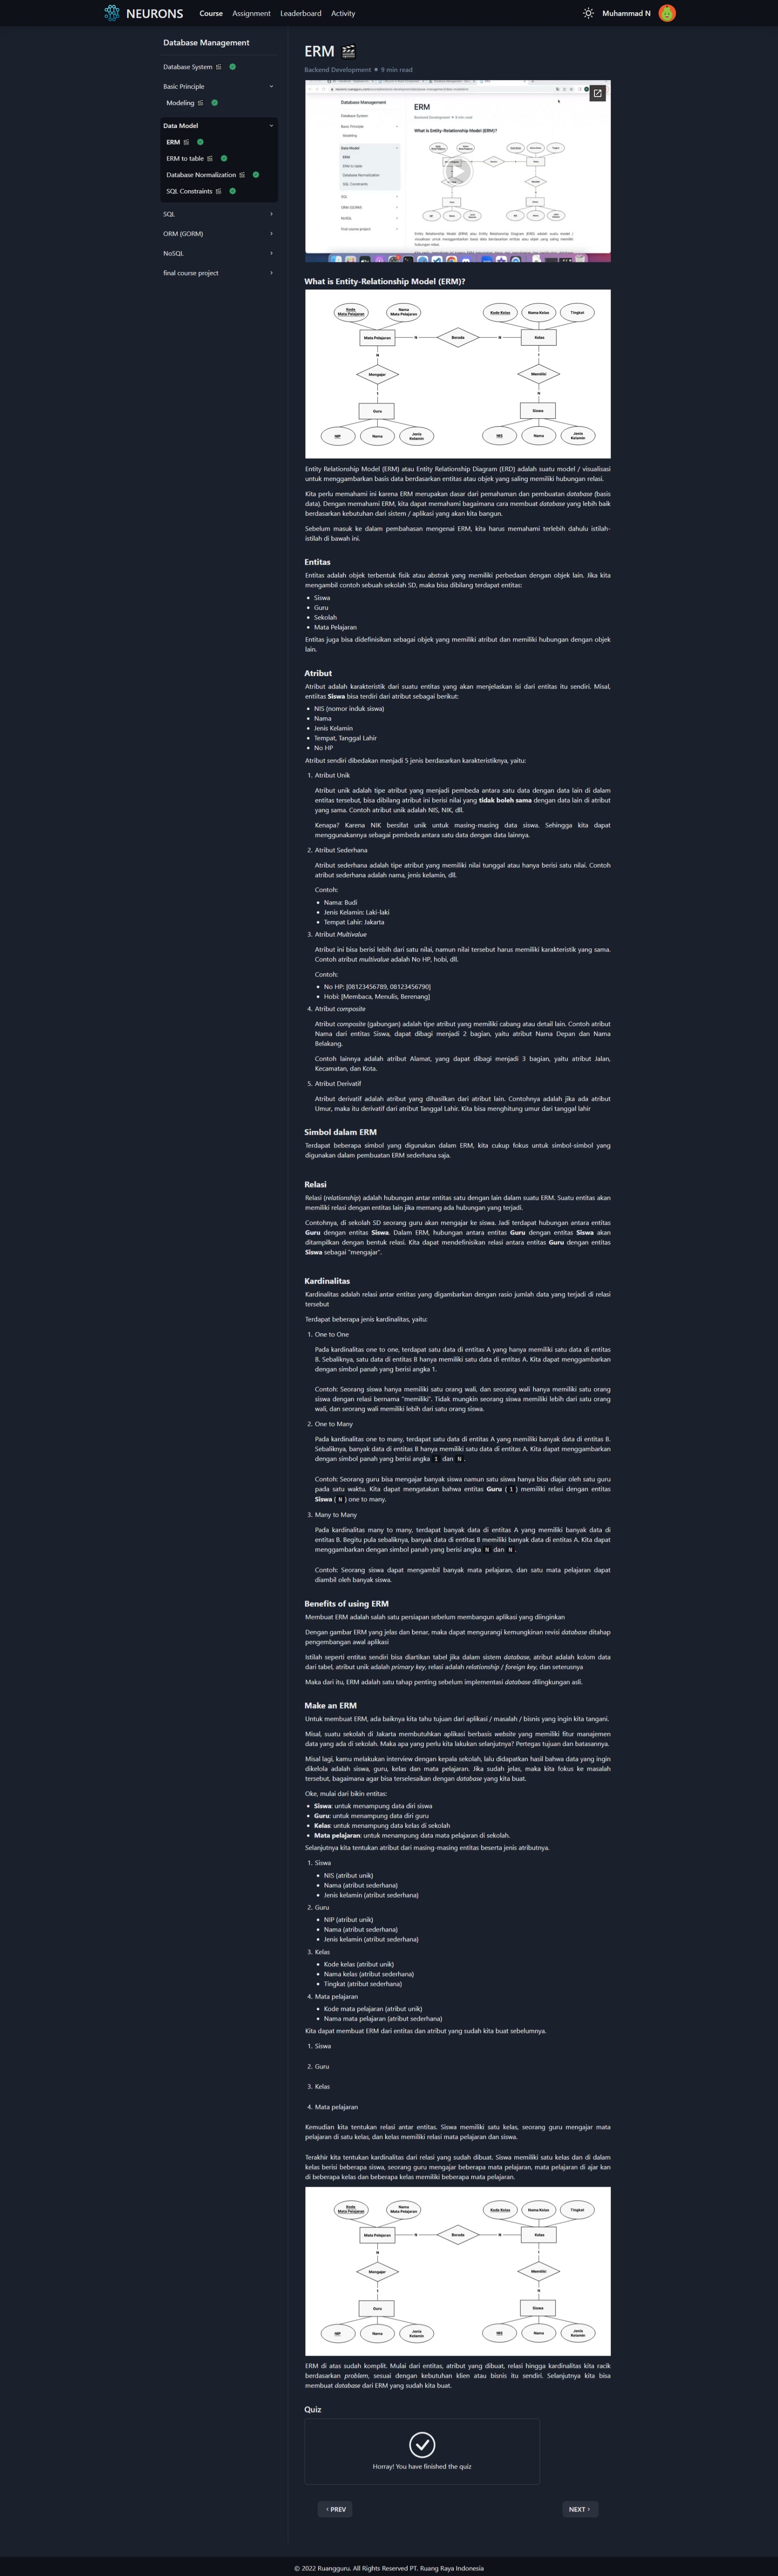 NEURONS
Course Assignment Leaderboard Activity
Muhammad N
Database Management
Database System
Basic Principle
Modeling
Data Model
ERM
ERM to table
Database Normalization
SQL Constraints
SQL
ORM (GORM)
NoSQL
final course project
ERM
Backend Development • 9 min read
Database Management
Database System
Basic Principle
Modeling
Data Model
ERM
ERM to table
Database Normalization
SQL Constraints
SQL
ORM (GORM)
NoSQL
Final course project
ERM
Backend Development • 9 min read
What is Entity-Relationship Model (ERM)?
What is Entity-Relationship Model (ERM)?
Kode Mata Pelajaran
Nama Mata Pelajaran
Kode Kelas
Nama Kelas
Tingkat
Mata Pelajaran
N
Berada
N
Kelas
N
1
Mengajar
Memiliki
1
N
Guru
Siswa
NIP
Nama
Jenis Kelamin
NIS
Nama
Jenis Kelamin
Entity Relationship Model (ERM) atau Entity Relationship Diagram (ERD) adalah suatu model / visualisasi
untuk menggambarkan basis data berdasarkan entitas atau objek yang saling memiliki hubungan relasi.
Kita perlu memahami ini karena ERM merupakan dasar dari pemahaman dan pembuatan database (basis
data). Dengan memahami ERM, kita dapat memahami bagaimana cara membuat database yang lebih baik
berdasarkan kebutuhan dari sistem / aplikasi yang akan kita bangun.
Sebelum masuk ke dalam pembahasan mengenai ERM, kita harus memahami terlebih dahulu istilah-
istilah di bawah ini.
Entitas
Entitas adalah objek terbentuk fisik atau abstrak yang memiliki perbedaan dengan objek lain. Jika kita
mengambil contoh sebuah sekolah SD, maka bisa dibilang terdapat entitas:
• Siswa
• Guru
• Sekolah
• Mata Pelajaran
Entitas juga bisa didefinisikan sebagai objek yang memiliki atribut dan memiliki hubungan dengan objek
lain.
Atribut
Atribut adalah karakteristik dari suatu entitas yang akan menjelaskan isi dari entitas itu sendiri. Misal,
entitas Siswa bisa terdiri dari atribut sebagai berikut:
• NIS (nomor induk siswa)
• Nama
• Jenis Kelamin
• Tempat, Tanggal Lahir
• No HP
Atribut sendiri dibedakan menjadi 5 jenis berdasarkan karakteristiknya, yaitu:
1. Atribut Unik
Atribut unik adalah tipe atribut yang menjadi pembeda antara satu data dengan data lain di dalam
entitas tersebut, bisa dibilang atribut ini berisi nilai yang tidak boleh sama dengan data lain di atribut
yang sama. Contoh atribut unik adalah NIS, NIK, dll.
Kenapa? Karena NIK bersifat unik untuk masing-masing data siswa. Sehingga kita dapat
menggunakannya sebagai pembeda antara satu data dengan data lainnya.
2. Atribut Sederhana
Atribut sederhana adalah tipe atribut yang memiliki nilai tunggal atau hanya berisi satu nilai. Contoh
atribut sederhana adalah nama, jenis kelamin, dll.
Contoh:
• Nama: Budi
• Jenis Kelamin: Laki-laki
• Tempat Lahir: Jakarta
3. Atribut Multivalue
Atribut ini bisa berisi lebih dari satu nilai, namun nilai tersebut harus memiliki karakteristik yang sama.
Contoh atribut multivalue adalah No HP, hobi, dll.
Contoh:
• No HP: [08123456789, 08123456790]
• Hobi: [Membaca, Menulis, Berenang]
4. Atribut composite
Atribut composite (gabungan) adalah tipe atribut yang memiliki cabang atau detail lain. Contoh atribut
Nama dari entitas Siswa, dapat dibagi menjadi 2 bagian, yaitu atribut Nama Depan dan Nama
Belakang.
Contoh lainnya adalah atribut Alamat, yang dapat dibagi menjadi 3 bagian, yaitu atribut Jalan,
Kecamatan, dan Kota.
5. Atribut Derivatif
Atribut derivatif adalah atribut yang dihasilkan dari atribut lain. Contohnya adalah jika ada atribut
Umur, maka itu derivatif dari atribut Tanggal Lahir. Kita bisa menghitung umur dari tanggal lahir
Simbol dalam ERM
Terdapat beberapa simbol yang digunakan dalam ERM, kita cukup fokus untuk simbol-simbol yang
digunakan dalam pembuatan ERM sederhana saja.
Relasi
Relasi (relationship) adalah hubungan antar entitas satu dengan lain dalam suatu ERM. Suatu entitas akan
memiliki relasi dengan entitas lain jika memang ada hubungan yang terjadi.
Contohnya, di sekolah SD seorang guru akan mengajar ke siswa. Jadi terdapat hubungan antara entitas
Guru dengan entitas Siswa. Dalam ERM, hubungan antara entitas Guru dengan entitas Siswa akan
ditampilkan dengan bentuk relasi. Kita dapat mendefinisikan relasi antara entitas Guru dengan entitas
Siswa sebagai "mengajar".
Kardinalitas
Kardinalitas adalah relasi antar entitas yang digambarkan dengan rasio jumlah data yang terjadi di relasi
tersebut
Terdapat beberapa jenis kardinalitas, yaitu:
1. One to One
Pada kardinalitas one to one, terdapat satu data di entitas A yang hanya memiliki satu data di entitas
B. Sebaliknya, satu data di entitas B hanya memiliki satu data di entitas A. Kita dapat menggambarkan
dengan simbol panah yang berisi angka 1.
Contoh: Seorang siswa hanya memiliki satu orang wali, dan seorang wali hanya memiliki satu orang
siswa dengan relasi bernama "memiliki". Tidak mungkin seorang siswa memiliki lebih dari satu orang
wali, dan seorang wali memiliki lebih dari satu orang siswa.
2. One to Many
Pada kardinalitas one to many, terdapat satu data di entitas A yang memiliki banyak data di entitas B.
Sebaliknya, banyak data di entitas B hanya memiliki satu data di entitas A. Kita dapat menggambarkan
dengan simbol panah yang berisi angka 1 dan N.
Contoh: Seorang guru bisa mengajar banyak siswa namun satu siswa hanya bisa diajar oleh satu guru
pada satu waktu. Kita dapat mengatakan bahwa entitas Guru (1) memiliki relasi dengan entitas
Siswa (N) one to many.
3. Many to Many
Pada kardinalitas many to many, terdapat banyak data di entitas A yang memiliki banyak data di
entitas B. Begitu pula sebaliknya, banyak data di entitas B memiliki banyak data di entitas A. Kita dapat
menggambarkan dengan simbol panah yang berisi angka N dan N.
Contoh: Seorang siswa dapat mengambil banyak mata pelajaran, dan satu mata pelajaran dapat
diambil oleh banyak siswa.
Benefits of using ERM
Membuat ERM adalah salah satu persiapan sebelum membangun aplikasi yang diinginkan
Dengan gambar ERM yang jelas dan benar, maka dapat mengurangi kemungkinan revisi database ditahap
pengembangan awal aplikasi
Istilah seperti entitas sendiri bisa diartikan tabel jika dalam sistem database, atribut adalah kolom data
dari tabel, atribut unik adalah primary key, relasi adalah relationship / foreign key, dan seterusnya
Maka dari itu, ERM adalah satu tahap penting sebelum implementasi database dilingkungan asli.
Make an ERM
Untuk membuat ERM, ada baiknya kita tahu tujuan dari aplikasi / masalah / bisnis yang ingin kita tangani.
Misal, suatu sekolah di Jakarta membutuhkan aplikasi berbasis website yang memiliki fitur manajemen
data yang ada di sekolah. Maka apa yang perlu kita lakukan selanjutnya? Pertegas tujuan dan batasannya.
Misal lagi, kamu melakukan interview dengan kepala sekolah, lalu didapatkan hasil bahwa data yang ingin
dikelola adalah siswa, guru, kelas dan mata pelajaran. Jika sudah jelas, maka kita fokus ke masalah
tersebut, bagaimana agar bisa terselesaikan dengan database yang kita buat.
Oke, mulai dari bikin entitas:
• Siswa: untuk menampung data diri siswa
• Guru: untuk menampung data diri guru
• Kelas: untuk menampung data kelas di sekolah
• Mata pelajaran: untuk menampung data mata pelajaran di sekolah.
Selanjutnya kita tentukan atribut dari masing-masing entitas beserta jenis atributnya.
1. Siswa
• NIS (atribut unik)
• Nama (atribut sederhana)
• Jenis kelamin (atribut sederhana)
2. Guru
• NIP (atribut unik)
• Nama (atribut sederhana)
• Jenis kelamin (atribut sederhana)
3. Kelas
• Kode kelas (atribut unik)
• Nama kelas (atribut sederhana)
• Tingkat (atribut sederhana)
4. Mata pelajaran
• Kode mata pelajaran (atribut unik)
• Nama mata pelajaran (atribut sederhana)
Kita dapat membuat ERM dari entitas dan atribut yang sudah kita buat sebelumnya.
1. Siswa
2. Guru
3. Kelas
4. Mata pelajaran
Kemudian kita tentukan relasi antar entitas. Siswa memiliki satu kelas, seorang guru mengajar mata
pelajaran di satu kelas, dan kelas memiliki relasi mata pelajaran dan siswa.
Terakhir kita tentukan kardinalitas dari relasi yang sudah dibuat. Siswa memiliki satu kelas dan di dalam
kelas berisi beberapa siswa, seorang guru mengajar beberapa mata pelajaran, mata pelajaran di ajar kan
di beberapa kelas dan beberapa kelas memiliki beberapa mata pelajaran.
Kode Mata Pelajaran
Nama Mata Pelajaran
Kode Kelas
Nama Kelas
Tingkat
Mata Pelajaran
N
Berada
N
Kelas
N
1
Mengajar
Memiliki
1
N
Guru
Siswa
NIP
Nama
Jenis Kelamin
NIS
Nama
Jenis Kelamin
ERM di atas sudah komplit. Mulai dari entitas, atribut yang dibuat, relasi hingga kardinalitas kita racik
berdasarkan problem, sesuai dengan kebutuhan klien atau bisnis itu sendiri. Selanjutnya kita bisa
membuat database dari ERM yang sudah kita buat.
Quiz
Horray! You have finished the quiz
‹ PREV
NEXT ›
© 2022 Ruangguru. All Rights Reserved PT. Ruang Raya Indonesia